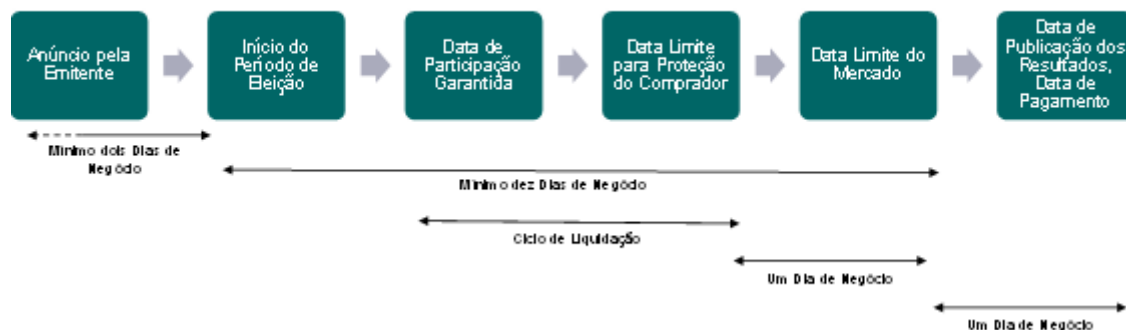 Anúncio pela
Emitente
Início do
Período de
Eleição
Data de
Participação
Garantida
Data Limite
para Proteção
do Comprador
Data Limite do
Mercado
Data de
Publicação dos
Resultados,
Data de
Pagamento
Mínimo dois Dias de
Negócio
Mínimo dez Dias de Negócio
Ciclo de Liquidação
Um Dia de Negócio
Um Dia de Negócio